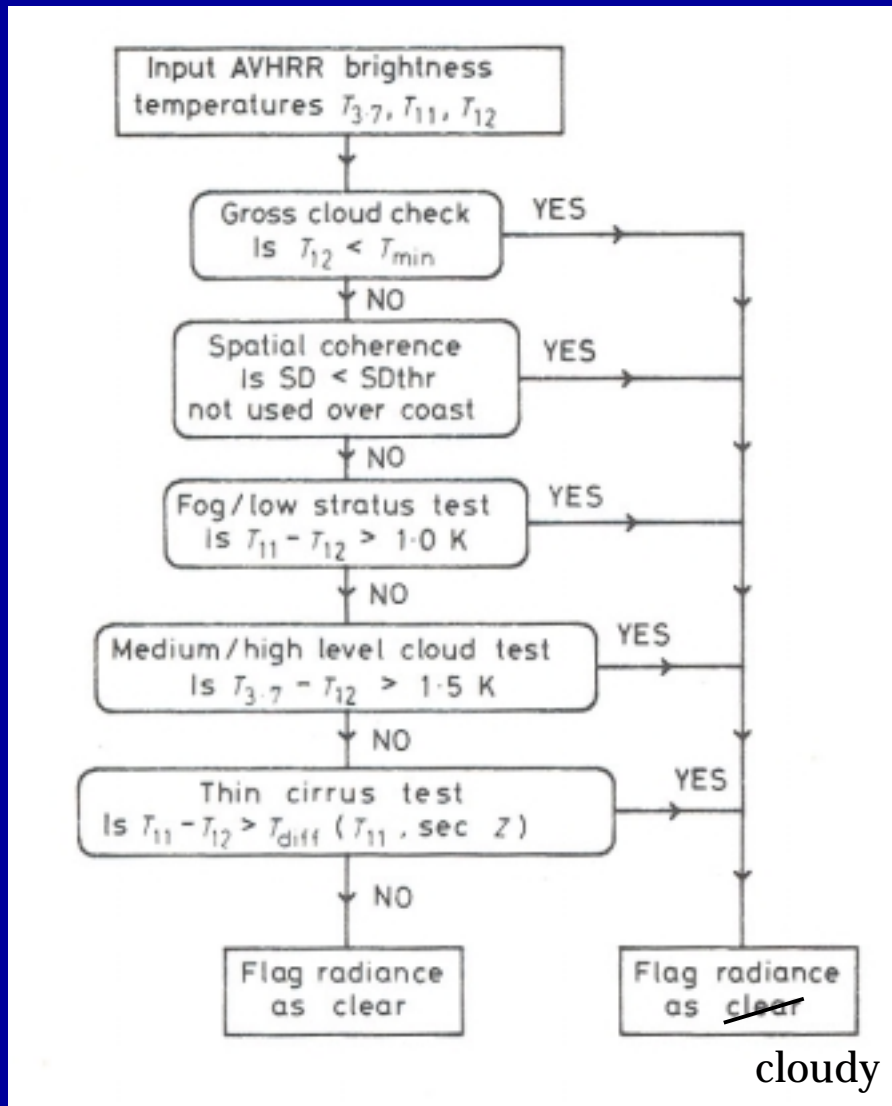 Input AVHRR brightness
temperatures T3·7, T11, T12
Gross cloud check
Is T12 < Tmin
YES
NO
Spatial coherence
Is SD < SDthr
not used over coast
YES
NO
Fog/low stratus test
Is T11 - T12 > 1·0 K
YES
NO
Medium/high level cloud test
Is T3·7 - T12 > 1·5 K
YES
NO
Thin cirrus test
Is T11 - T12 > Tdiff (T11, sec Z)
YES
NO
Flag radiance
as clear
Flag radiance
as clear
cloudy